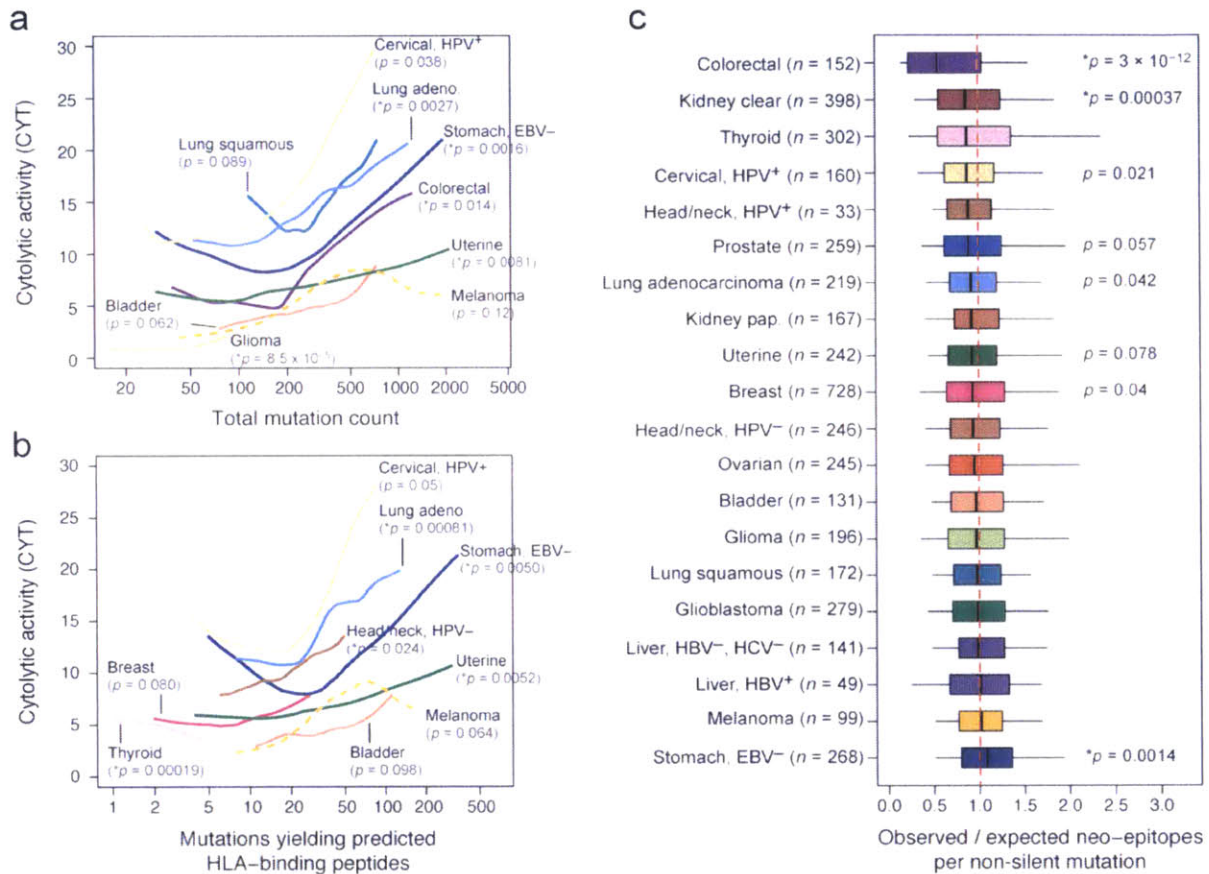 a
Cytolytic activity (CYT)
30
25
20
15
10
5
0
Cervical, HPV⁺
(p = 0.038)
Lung adeno.
(*p = 0.0027)
Lung squamous
(p = 0.089)
Stomach, EBV−
(*p = 0.0016)
Colorectal
(*p = 0.014)
Uterine
(*p = 0.0081)
Bladder
(p = 0.062)
Melanoma
(p = 0.12)
Glioma
20 50 100 200 500 1000 2000 5000
Total mutation count
b
Cytolytic activity (CYT)
30
25
20
15
10
5
0
Cervical, HPV+
(p = 0.05)
Lung adeno
(*p = 0.00081)
Stomach, EBV−
(*p = 0.0050)
Head/neck, HPV−
(*p = 0.024)
Breast
(p = 0.080)
Uterine
(*p = 0.0052)
Melanoma
(p = 0.064)
Thyroid
(*p = 0.00019)
Bladder
(p = 0.098)
1 2 5 10 20 50 100 200 500
Mutations yielding predicted
HLA−binding peptides
c
Colorectal (n = 152) *p = 3 × 10⁻¹²
Kidney clear (n = 398) *p = 0.00037
Thyroid (n = 302)
Cervical, HPV⁺ (n = 160) p = 0.021
Head/neck, HPV⁺ (n = 33)
Prostate (n = 259) p = 0.057
Lung adenocarcinoma (n = 219) p = 0.042
Kidney pap. (n = 167)
Uterine (n = 242) p = 0.078
Breast (n = 728) p = 0.04
Head/neck, HPV⁻ (n = 246)
Ovarian (n = 245)
Bladder (n = 131)
Glioma (n = 196)
Lung squamous (n = 172)
Glioblastoma (n = 279)
Liver, HBV⁻, HCV⁻ (n = 141)
Liver, HBV⁺ (n = 49)
Melanoma (n = 99)
Stomach, EBV⁻ (n = 268) *p = 0.0014
0.0 0.5 1.0 1.5 2.0 2.5 3.0
Observed / expected neo−epitopes
per non−silent mutation